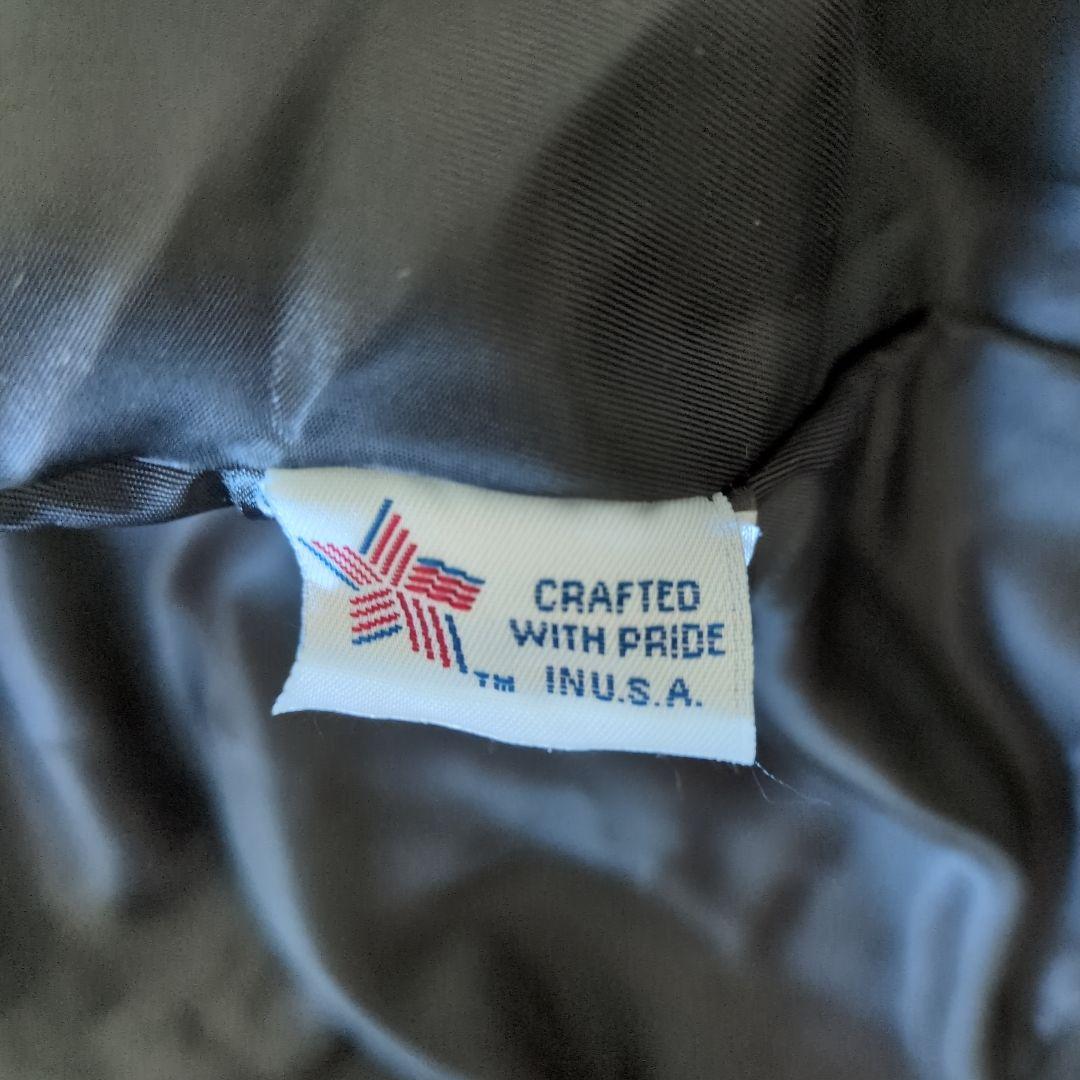 CRAFTED
WITH PRIDE
IN U.S.A.
TM